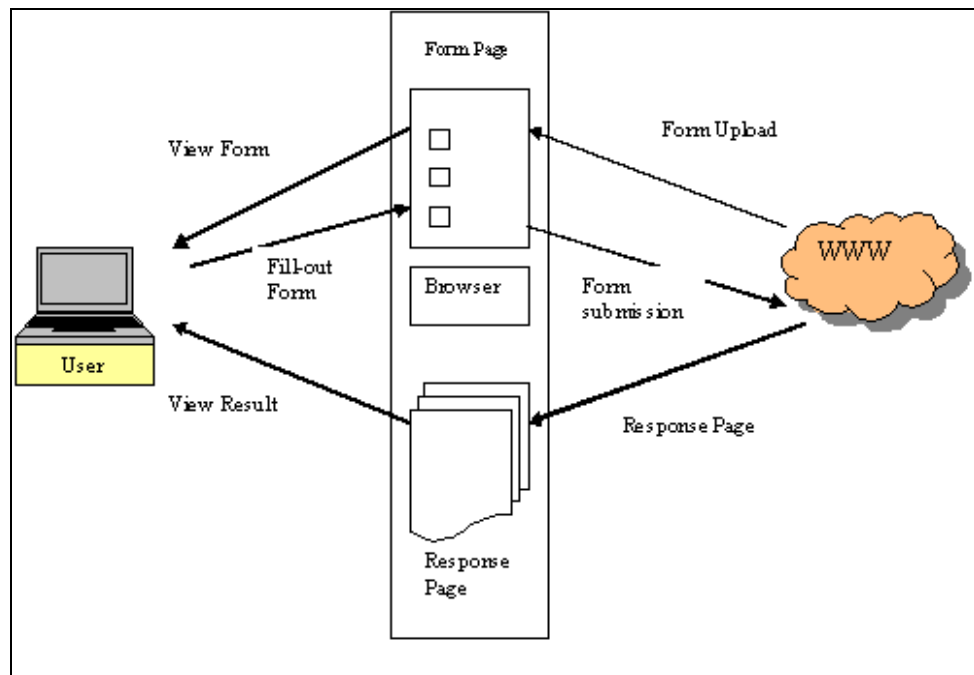 Form Page
View Form
Form Upload
Fill-out
Form
Browser
Form
submission
WWW
User
View Result
Response Page
Response
Page